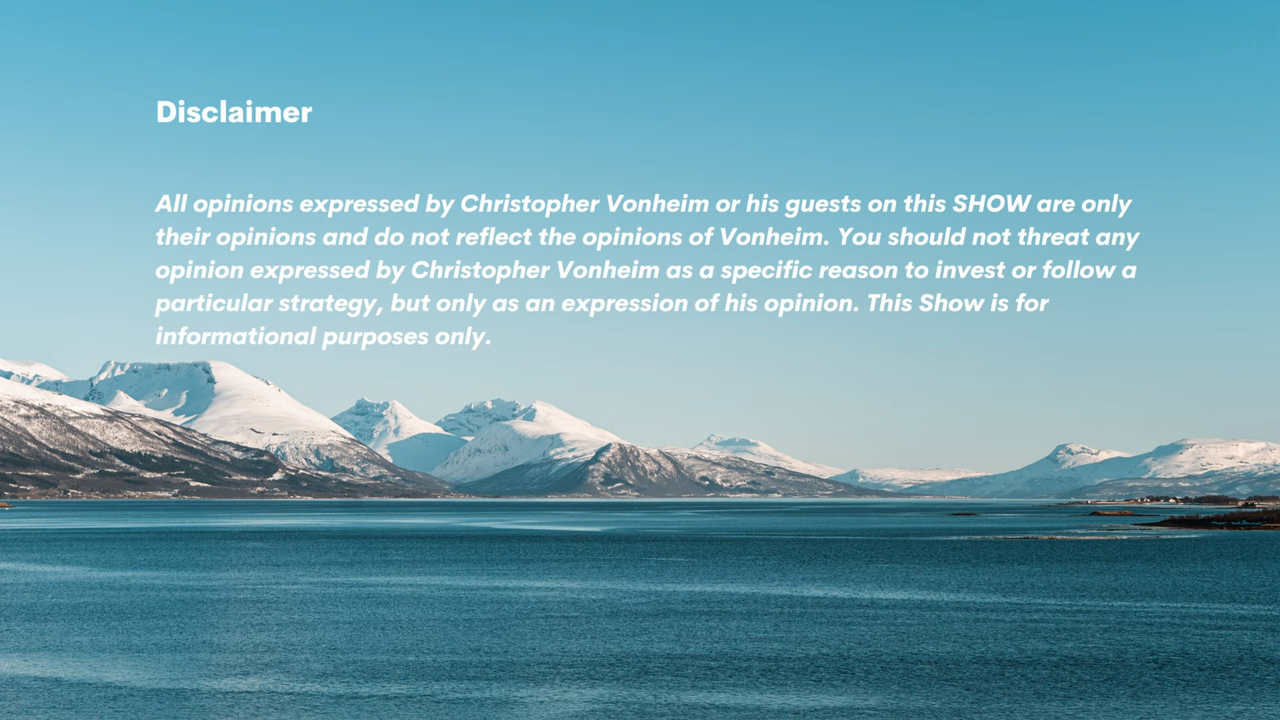 Disclaimer
All opinions expressed by Christopher Vonheim or his guests on this SHOW are only
their opinions and do not reflect the opinions of Vonheim. You should not threat any
opinion expressed by Christopher Vonheim as a specific reason to invest or follow a
particular strategy, but only as an expression of his opinion. This Show is for
informational purposes only.